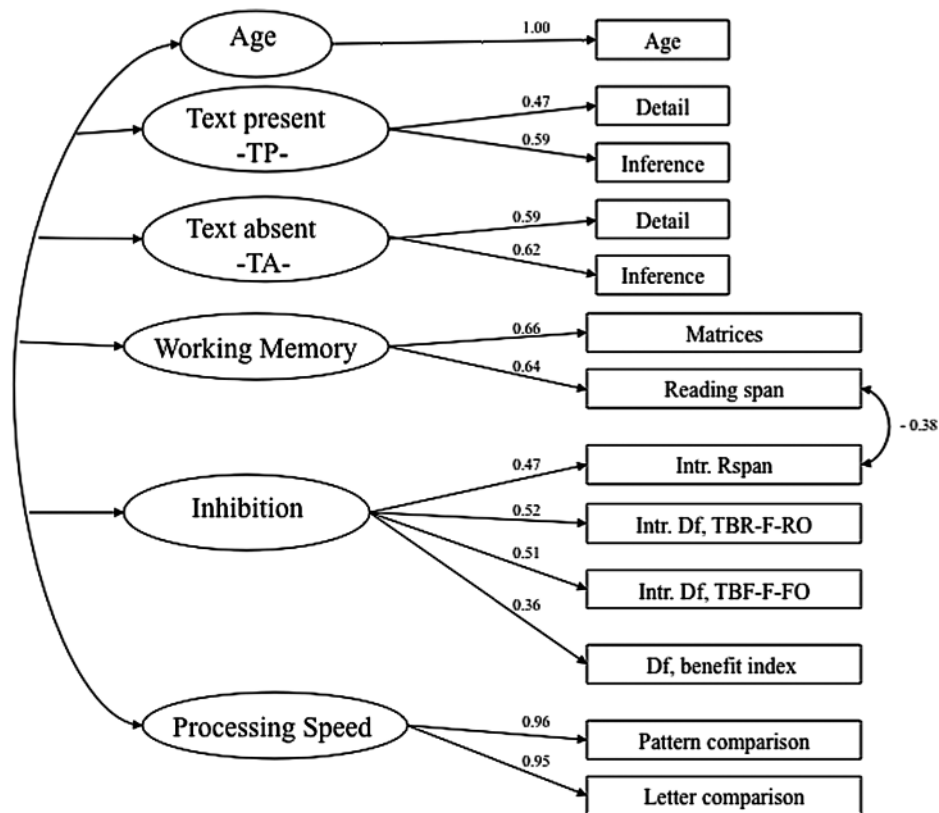 Age
1.00
Age
Text present
-TP-
0.47
Detail
0.59
Inference
Text absent
-TA-
0.59
Detail
0.62
Inference
Working Memory
0.66
Matrices
0.64
Reading span
- 0.38
Inhibition
0.47
Intr. Rspan
0.52
Intr. Df, TBR-F-RO
0.51
Intr. Df, TBF-F-FO
0.36
Df, benefit index
Processing Speed
0.96
Pattern comparison
0.95
Letter comparison